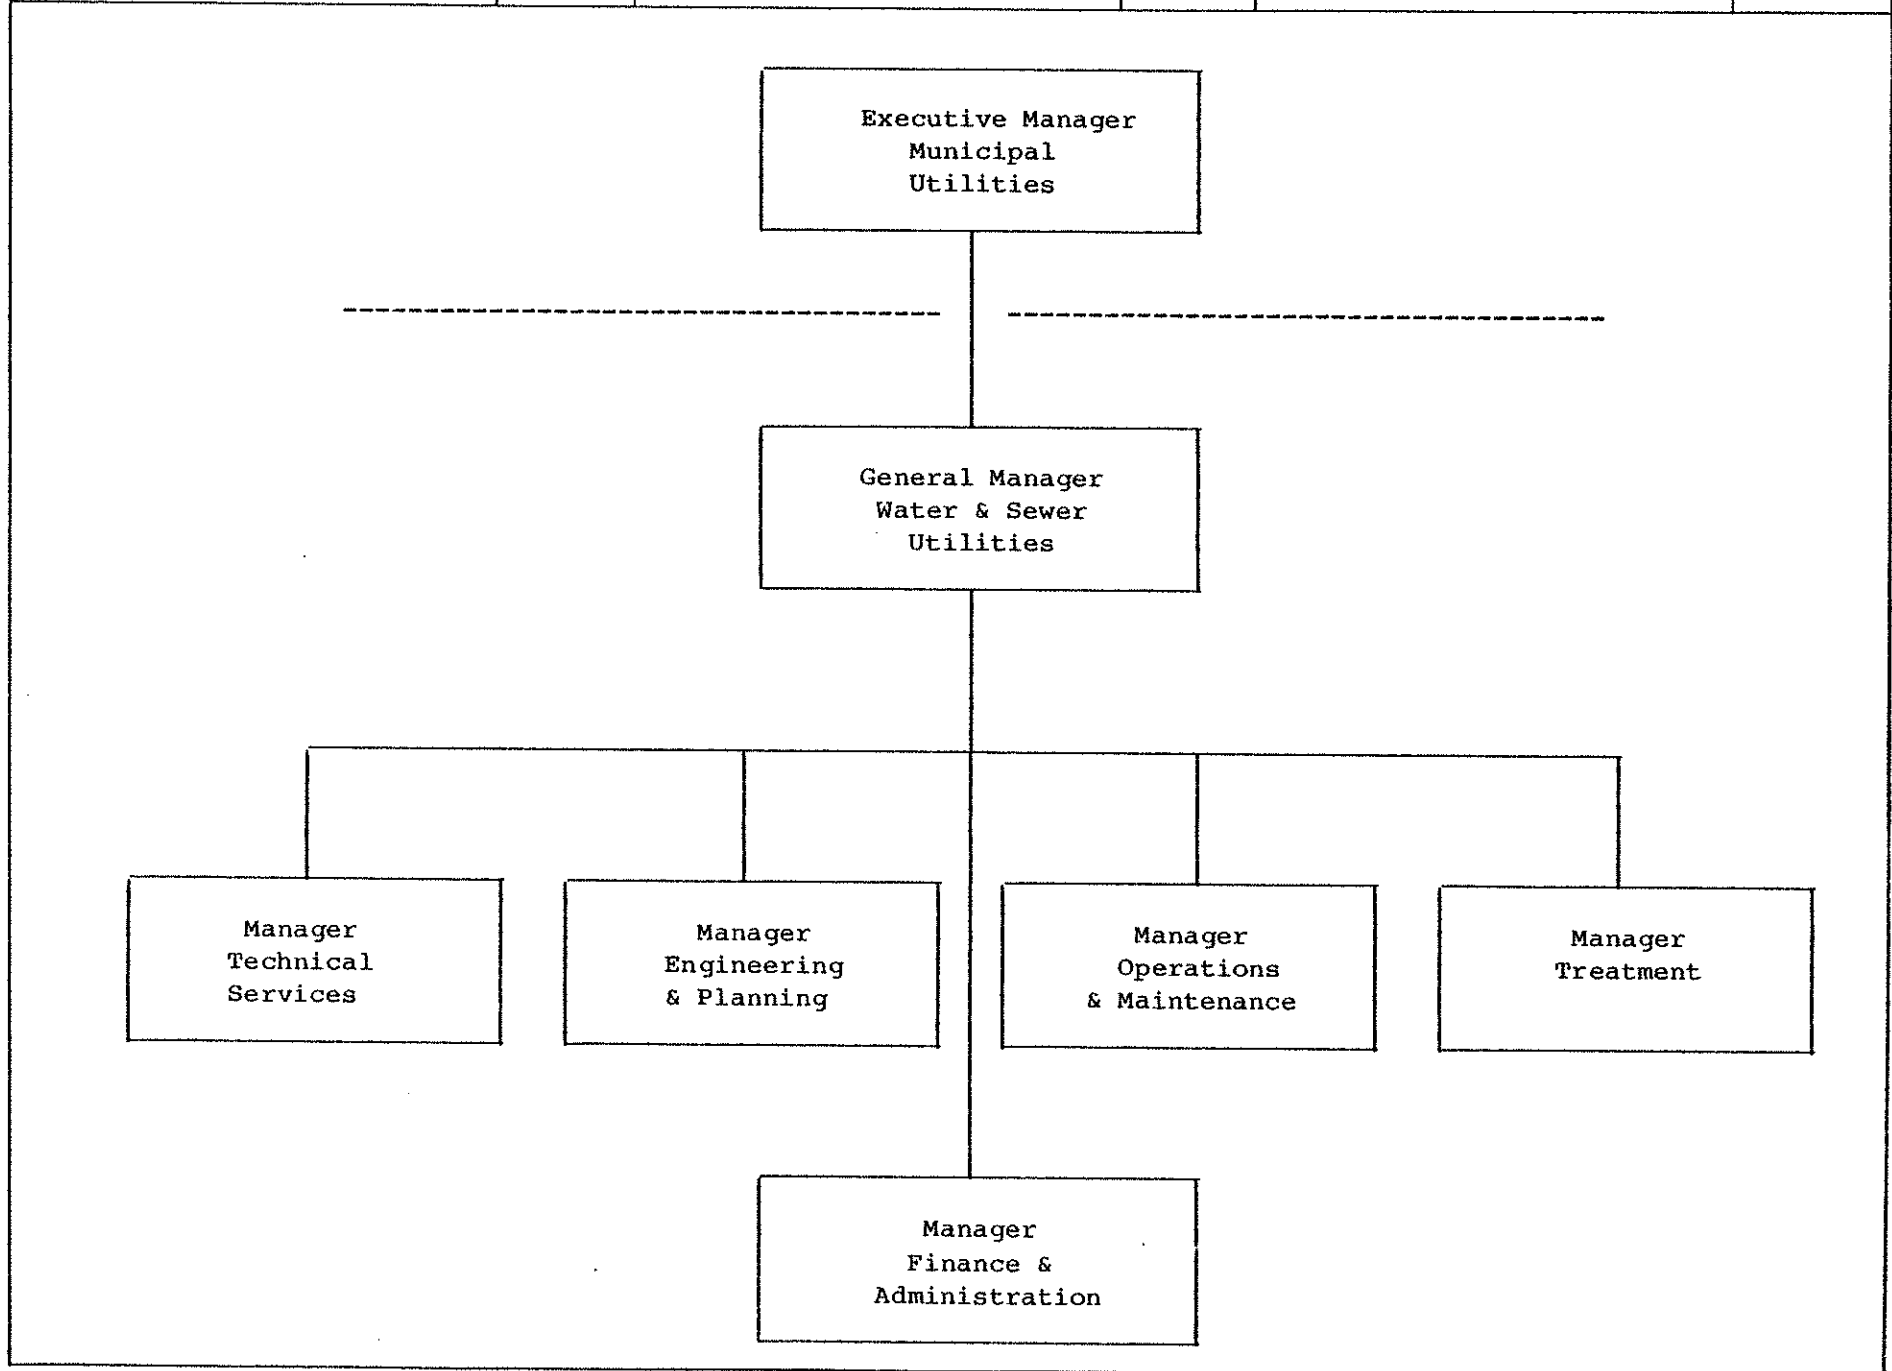 Executive Manager
Municipal
Utilities
General Manager
Water & Sewer
Utilities
Manager
Technical
Services
Manager
Engineering
& Planning
Manager
Operations
& Maintenance
Manager
Treatment
Manager
Finance &
Administration